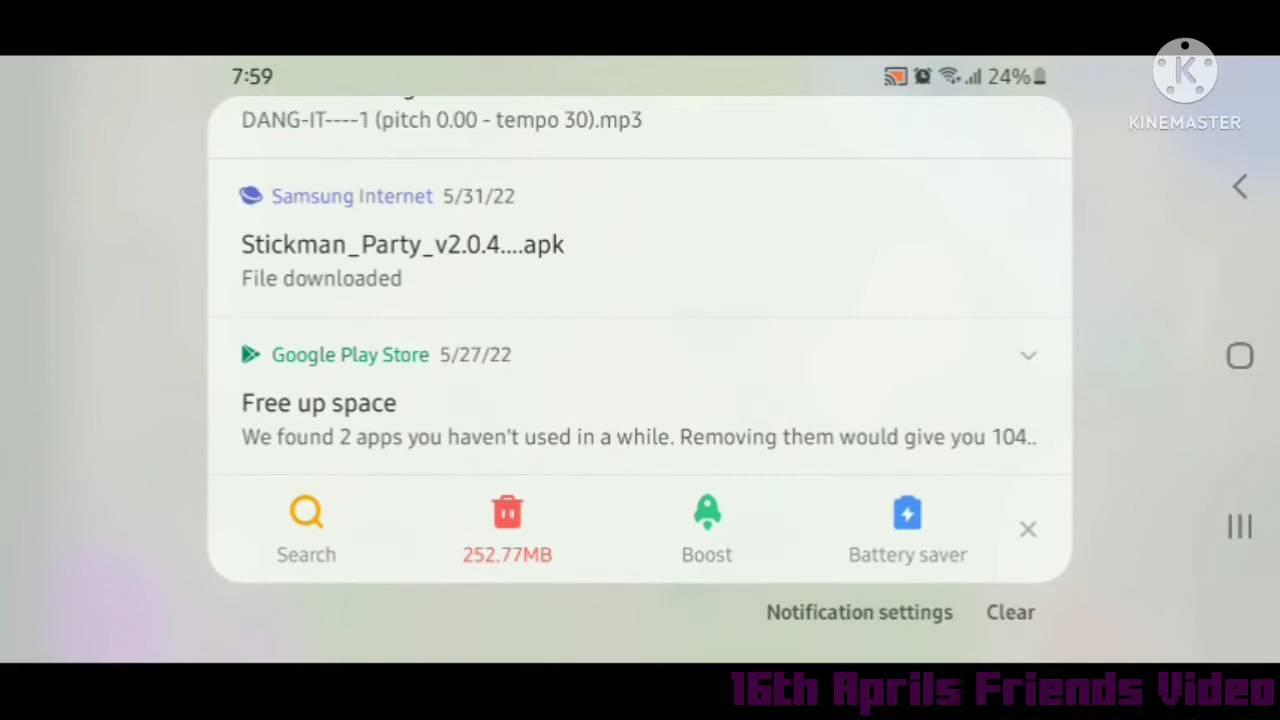 7:59
24%
K
KINEMASTER
DANG-IT----1 (pitch 0.00 - tempo 30).mp3
Samsung Internet 5/31/22
Stickman_Party_v2.0.4....apk
File downloaded
Google Play Store 5/27/22
Free up space
We found 2 apps you haven't used in a while. Removing them would give you 104..
Search
252.77MB
Boost
Battery saver
Notification settings
Clear
16th Aprils Friends Video